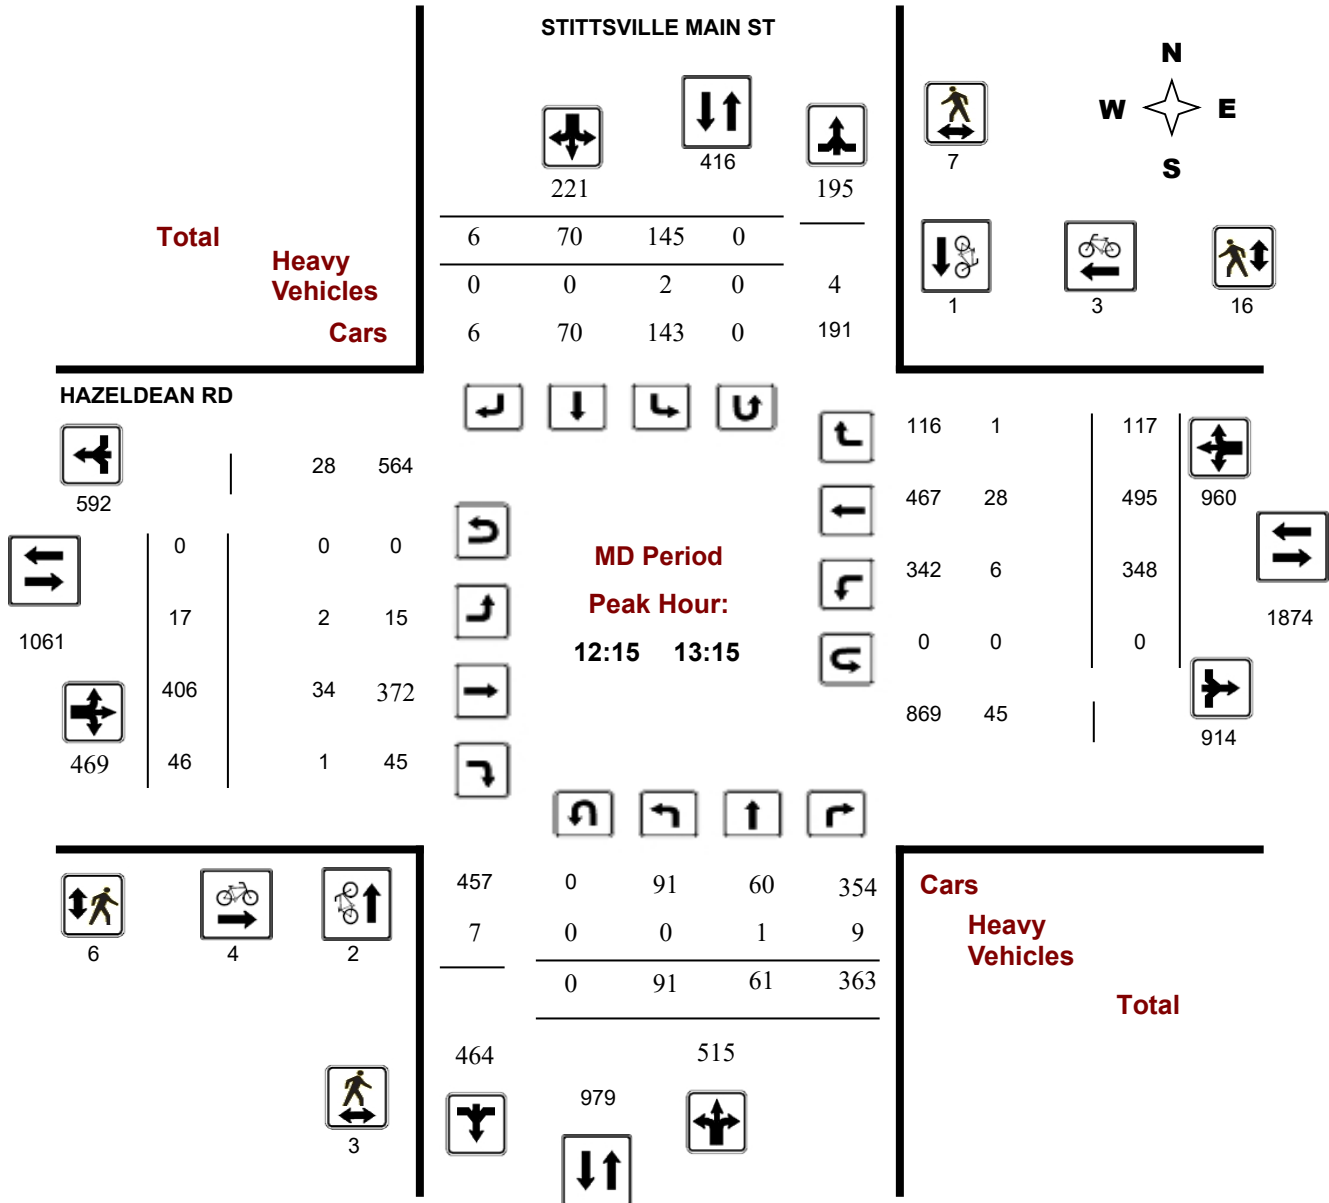 STITTSVILLE MAIN ST
N
W E
S
416
7
221 195
Total 6 70 145 0
Heavy
Vehicles 0 0 2 0 4
Cars 6 70 143 0 191
1 3 16
HAZELDEAN RD
592
28 564
0 0 0
17 2 15
1061
406 34 372
469 46 1 45
MD Period
Peak Hour:
12:15 13:15
116 1 117
467 28 495 960
342 6 348
1874
0 0 0
869 45 914
457 0 91 60 354 Cars
7 0 0 1 9 Heavy
Vehicles
0 91 61 363 Total
6 4 2
464 515
979
3